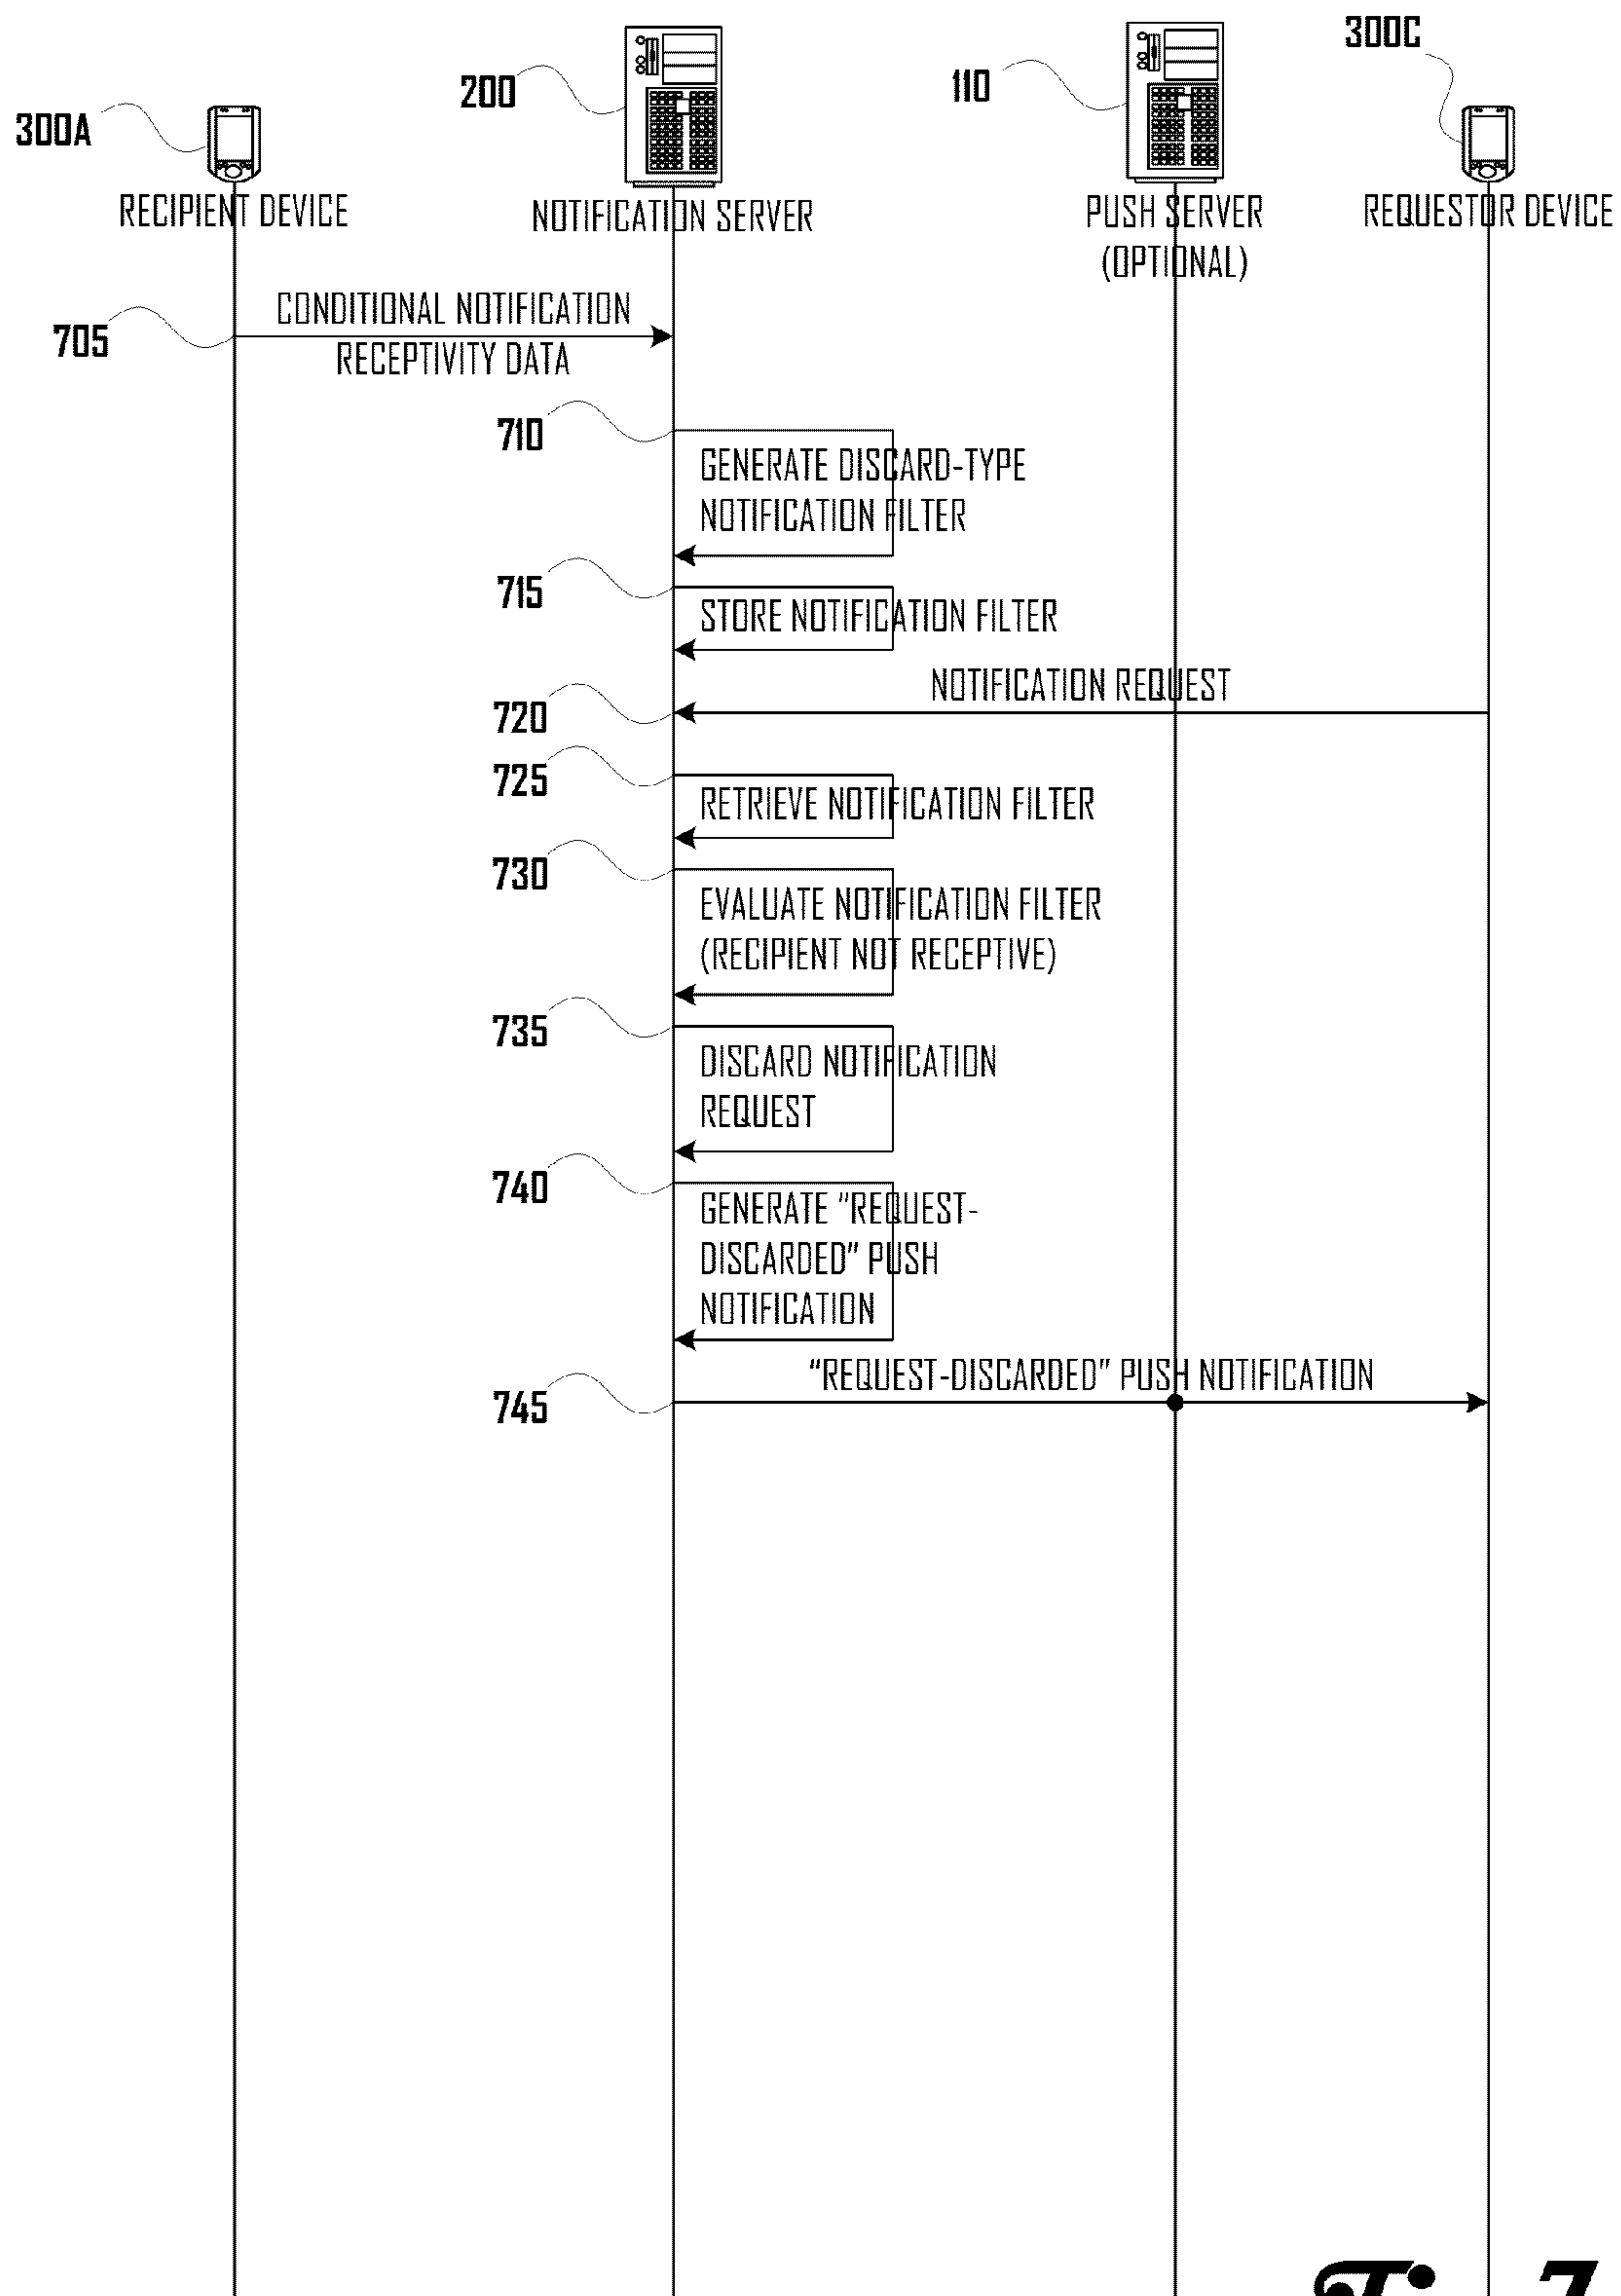 300C
200
110
300A
RECIPIENT DEVICE
NOTIFICATION SERVER
PUSH SERVER
(OPTIONAL)
REQUESTOR DEVICE
705
CONDITIONAL NOTIFICATION
RECEPTIVITY DATA
710
GENERATE DISCARD-TYPE
NOTIFICATION FILTER
715
STORE NOTIFICATION FILTER
NOTIFICATION REQUEST
720
725
RETRIEVE NOTIFICATION FILTER
730
EVALUATE NOTIFICATION FILTER
(RECIPIENT NOT RECEPTIVE)
735
DISCARD NOTIFICATION
REQUEST
740
GENERATE "REQUEST-
DISCARDED" PUSH
NOTIFICATION
"REQUEST-DISCARDED" PUSH NOTIFICATION
745